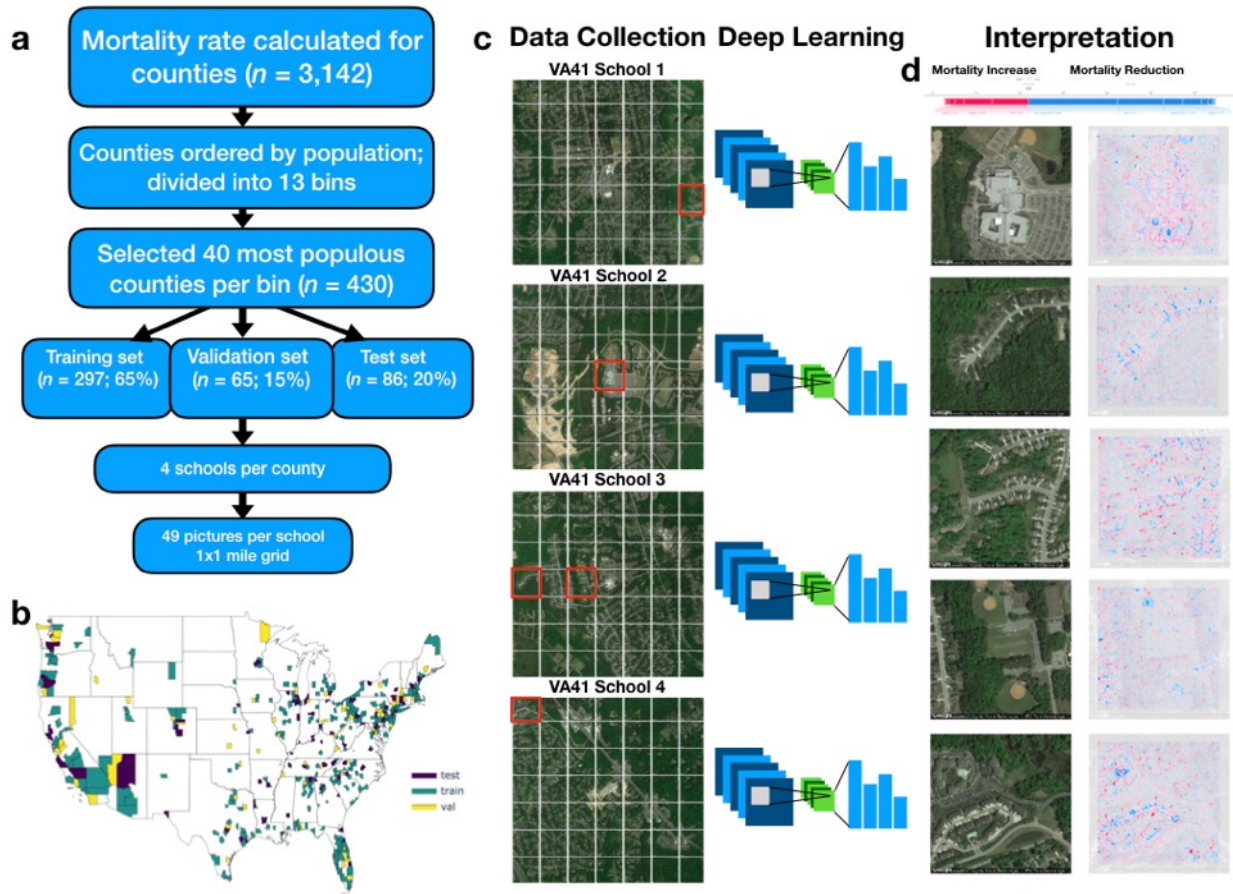 a
Mortality rate calculated for
counties (n = 3,142)
Counties ordered by population;
divided into 13 bins
Selected 40 most populous
counties per bin (n = 430)
Training set
(n = 297; 65%)
Validation set
(n = 65; 15%)
Test set
(n = 86; 20%)
4 schools per county
49 pictures per school
1x1 mile grid
b
test
train
val
c
Data Collection
Deep Learning
VA41 School 1
VA41 School 2
VA41 School 3
VA41 School 4
Interpretation
d
Mortality Increase
Mortality Reduction